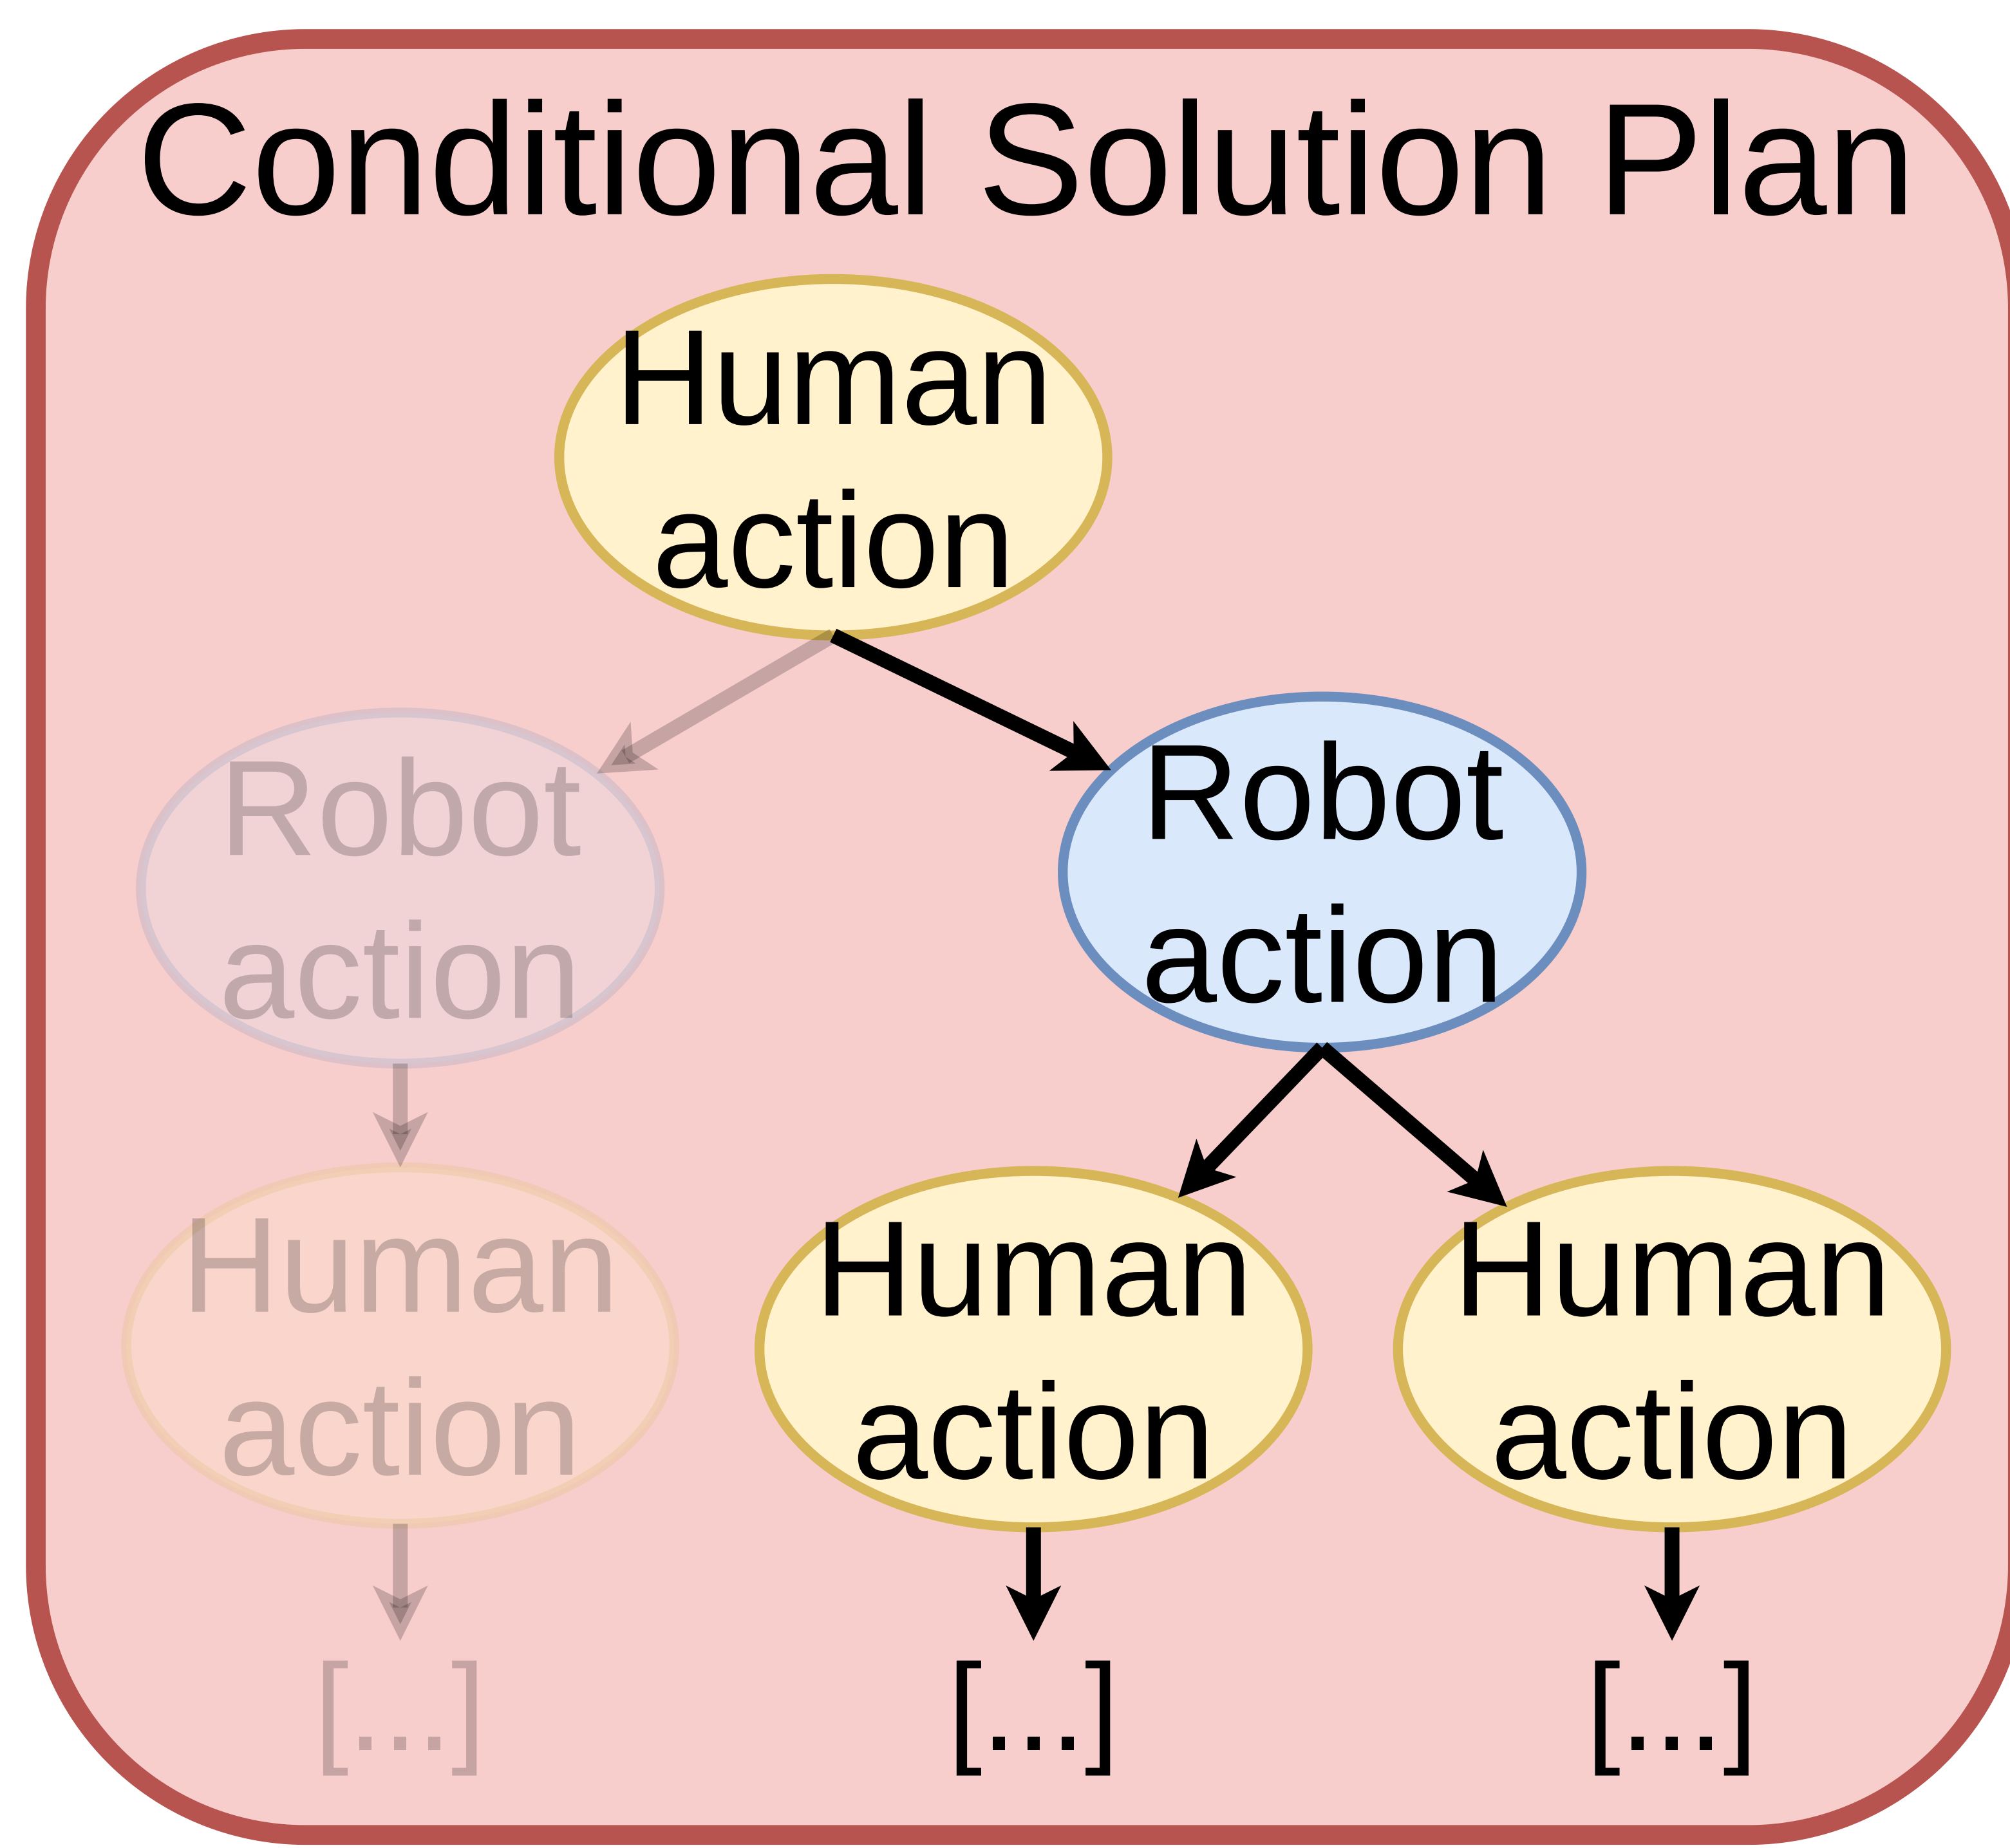 Conditional Solution Plan
Human
action
Robot
action
Robot
action
Human
action
Human
action
Human
action
[...]
[...]
[...]